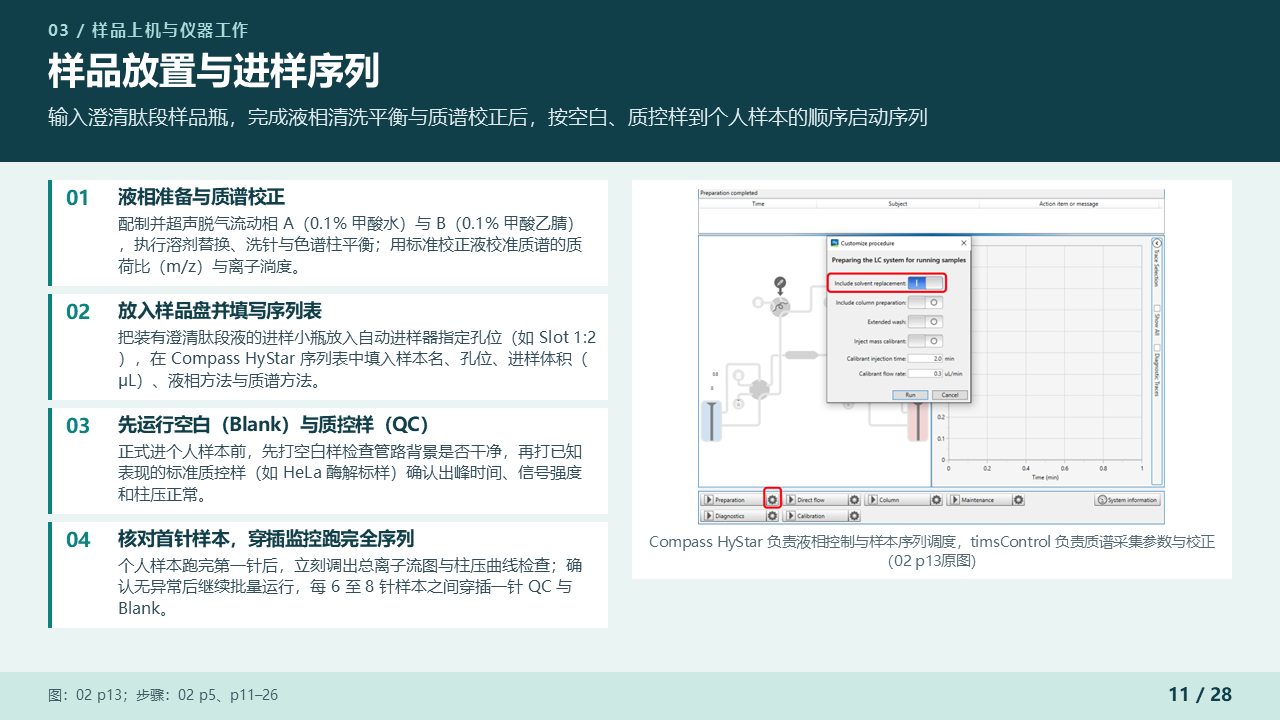 03 / 样品上机与仪器工作
样品放置与进样序列
输入澄清肽段样品瓶，完成液相清洗平衡与质谱校正后，按空白、质控样到个人样本的顺序启动序列
01
液相准备与质谱校正
配制并超声脱气流动相 A（0.1% 甲酸水）与 B（0.1% 甲酸乙腈）
，执行溶剂替换、洗针与色谱柱平衡；用标准校正液校准质谱的质
荷比（m/z）与离子淌度。
02
放入样品盘并填写序列表
把装有澄清肽段液的进样小瓶放入自动进样器指定孔位（如 Slot 1:2
），在 Compass HyStar 序列表中填入样本名、孔位、进样体积（
μL）、液相方法与质谱方法。
03
先运行空白（Blank）与质控样（QC）
正式进个人样本前，先打空白样检查管路背景是否干净，再打已知
表现的标准质控样（如 HeLa 酶解标样）确认出峰时间、信号强度
和柱压正常。
04
核对首针样本，穿插监控跑完全序列
个人样本跑完第一针后，立刻调出总离子流图与柱压曲线检查；确
认无异常后继续批量运行，每 6 至 8 针样本之间穿插一针 QC 与
Blank。
Preparation completed
Time Subject Action item or message
Customize procedure
Preparing the LC system for running samples
Include solvent replacement:
Include column preparation:
Extended wash:
Inject mass calibrant:
Calibrant injection time: 2.0 min
Calibrant flow rate: 0.3 uL/min
Run Cancel
Trace Selection
Show All
Diagnostic Traces
0.2
0.1
0
0 0.2 0.4 0.6 0.8 1
Time (min)
Preparation Direct flow Column Maintenance System information
Diagnostics Calibration
Compass HyStar 负责液相控制与样本序列调度，timsControl 负责质谱采集参数与校正
(02 p13原图)
图：02 p13；步骤：02 p5、p11–26
11 / 28